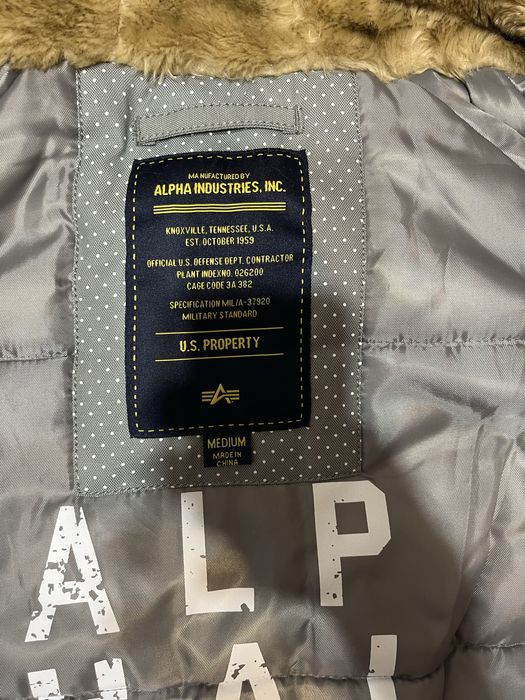 MANUFACTURED BY
ALPHA INDUSTRIES, INC.
KNOXVILLE, TENNESSEE, U.S.A.
EST. OCTOBER 1959
OFFICIAL U.S. DEFENSE DEPT. CONTRACTOR
PLANT INDEXNO. 026200
CAGE CODE 3A 382
SPECIFICATION MIL/A-37920
MILITARY STANDARD
U.S. PROPERTY
MEDIUM
MADE IN
CHINA
ALP